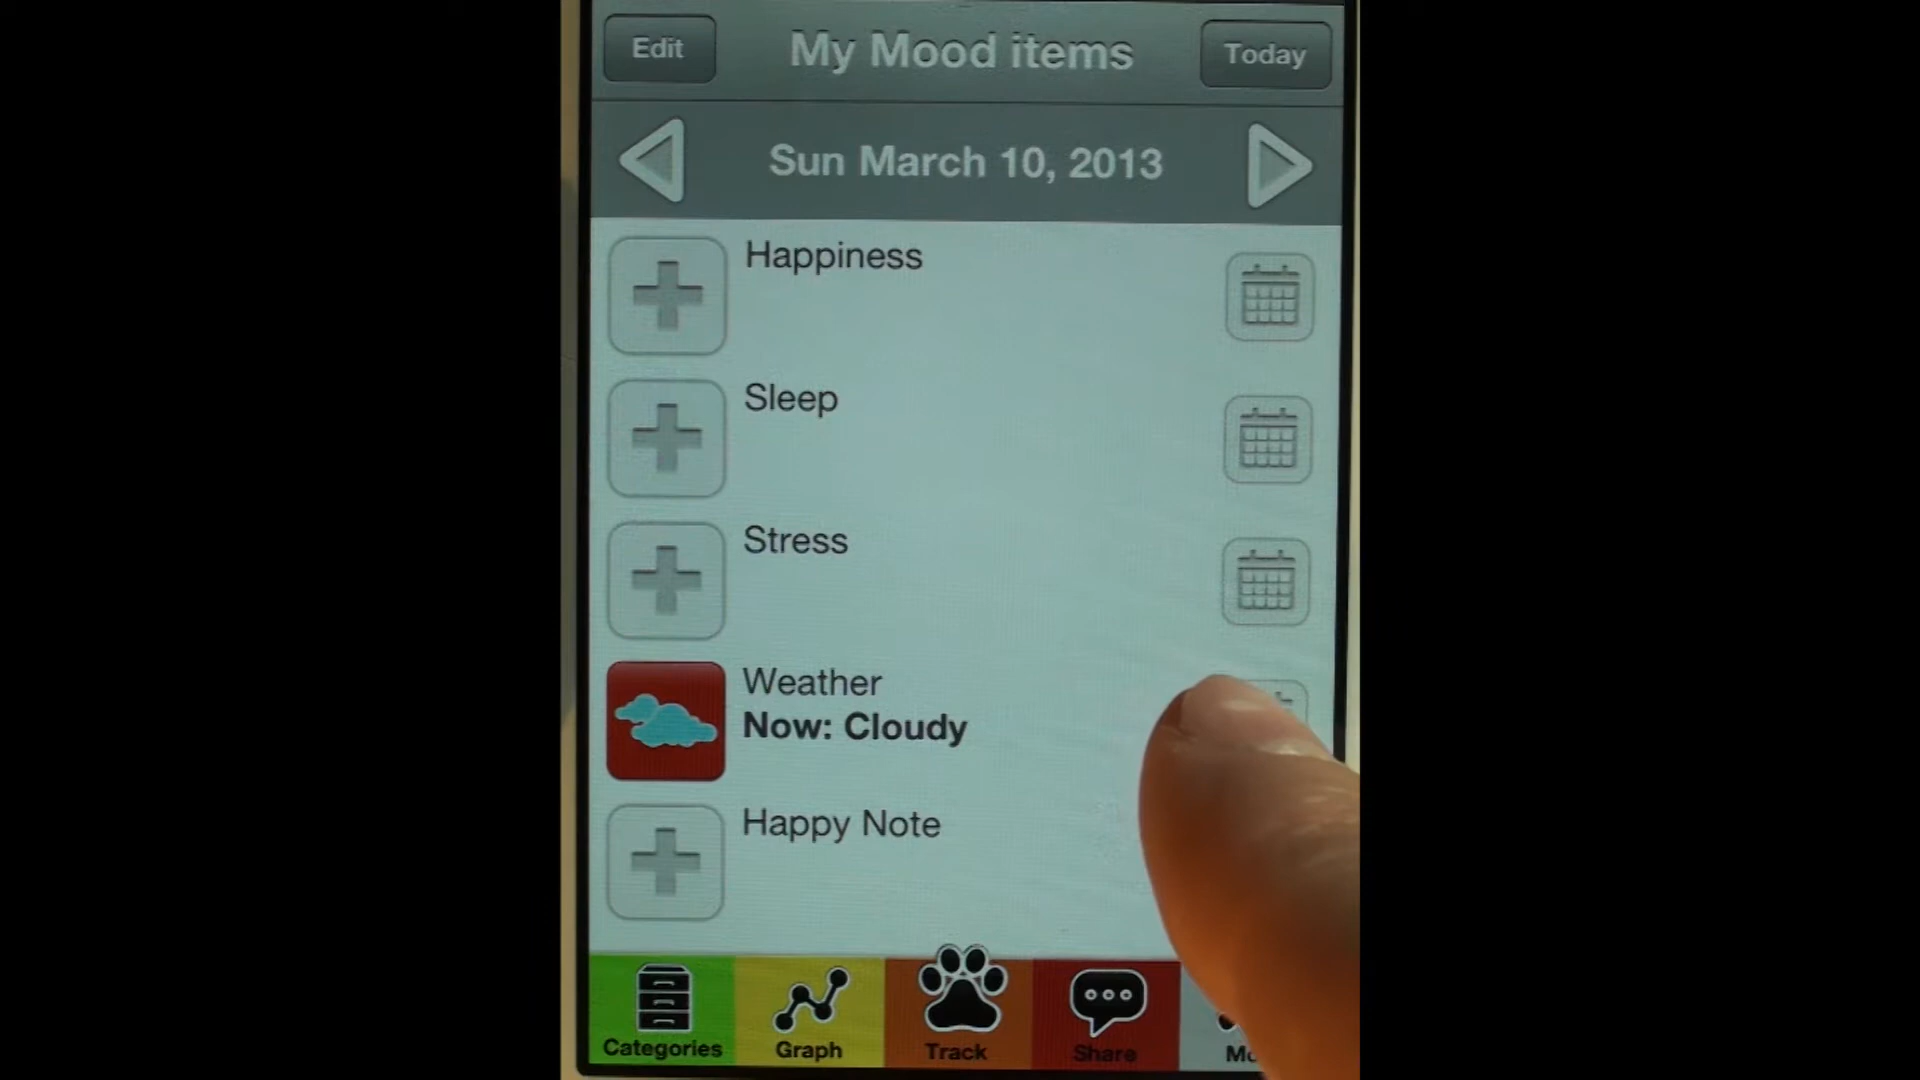 Edit
My Mood items
Today
Sun March 10, 2013
Happiness
Sleep
Stress
Weather
Now: Cloudy
Happy Note
Categories
Graph
Track
Share